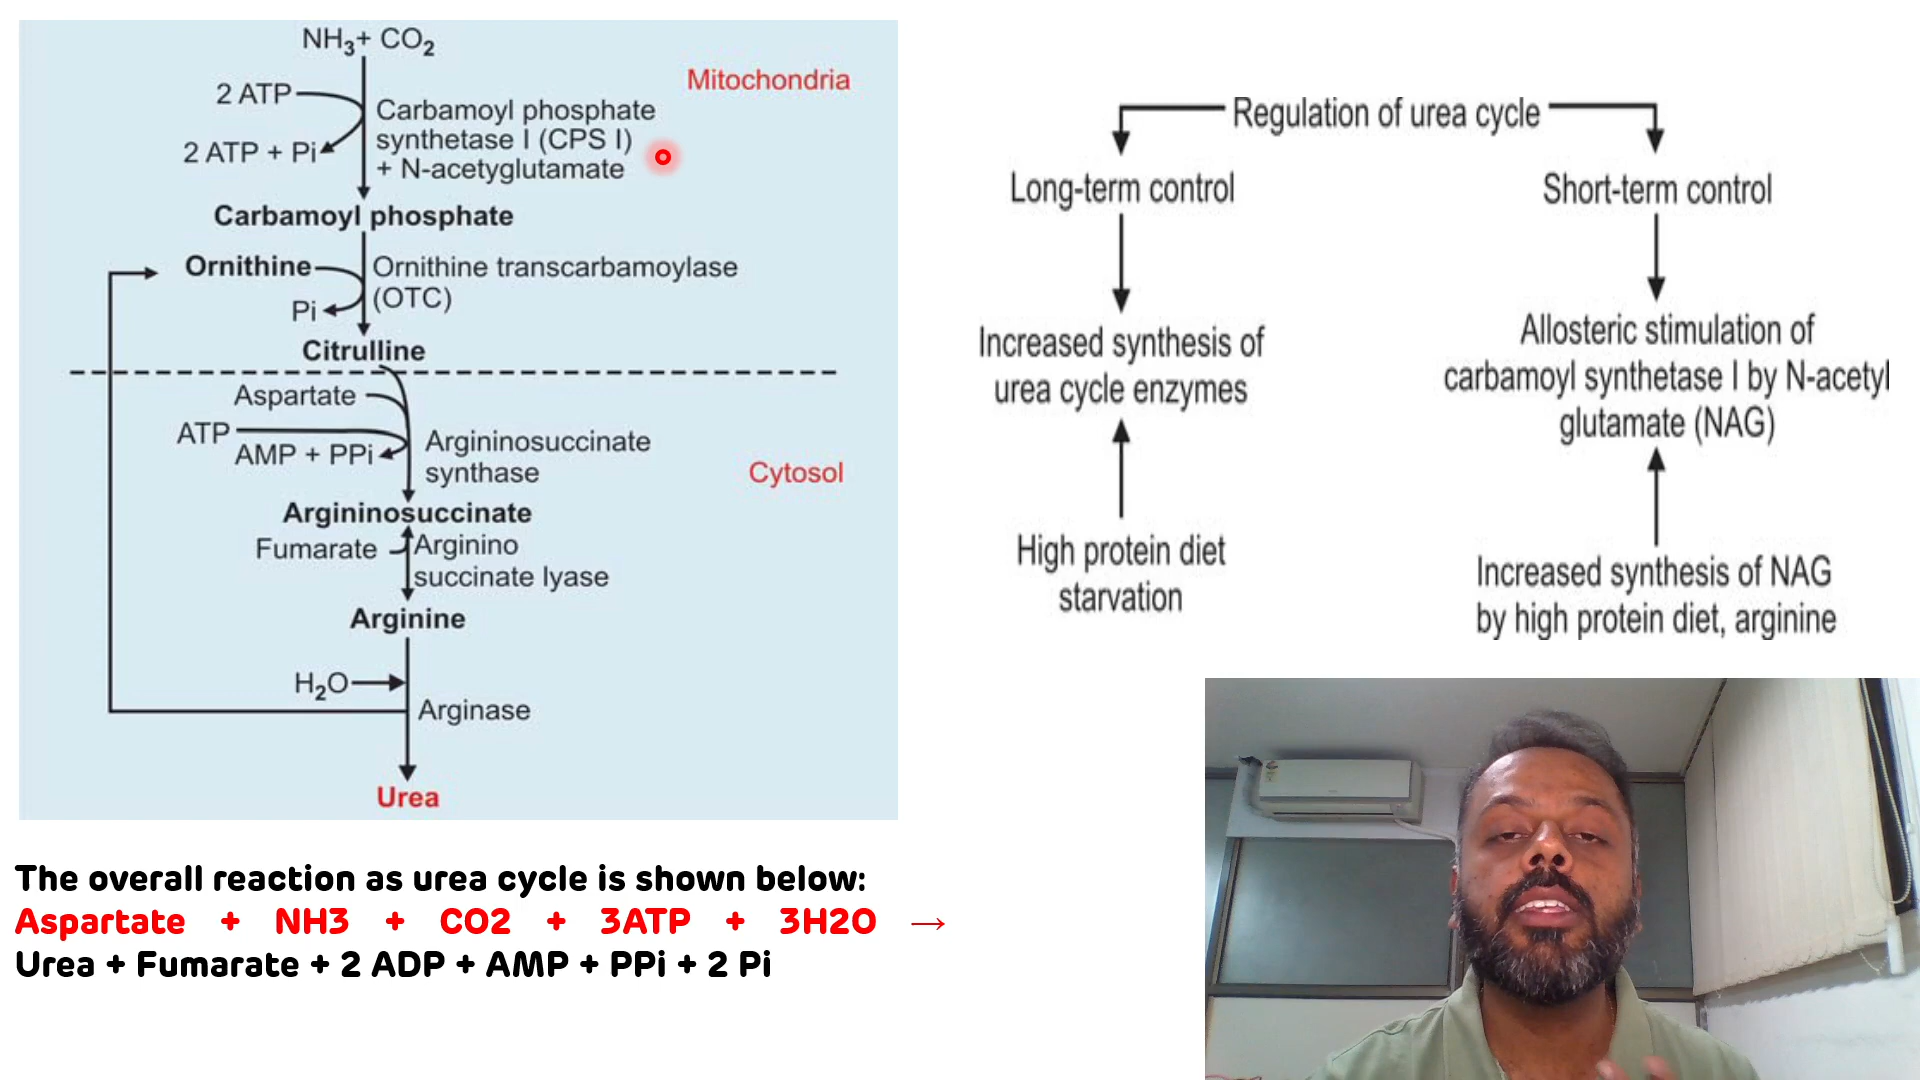 NH3+ CO2
Mitochondria
2 ATP
Carbamoyl phosphate
synthetase I (CPS I)
2 ATP + Pi
+ N-acetyglutamate
Carbamoyl phosphate
Ornithine
Ornithine transcarbamoylase
(OTC)
Pi
Citrulline
Aspartate
ATP
AMP + PPi
Argininosuccinate
synthase
Cytosol
Argininosuccinate
Fumarate
Arginino
succinate lyase
Arginine
H2O
Arginase
Urea
The overall reaction as urea cycle is shown below:
Aspartate + NH3 + CO2 + 3ATP + 3H2O →
Urea + Fumarate + 2 ADP + AMP + PPi + 2 Pi
Regulation of urea cycle
Long-term control
Increased synthesis of
urea cycle enzymes
High protein diet
starvation
Short-term control
Allosteric stimulation of
carbamoyl synthetase I by N-acetyl
glutamate (NAG)
Increased synthesis of NAG
by high protein diet, arginine